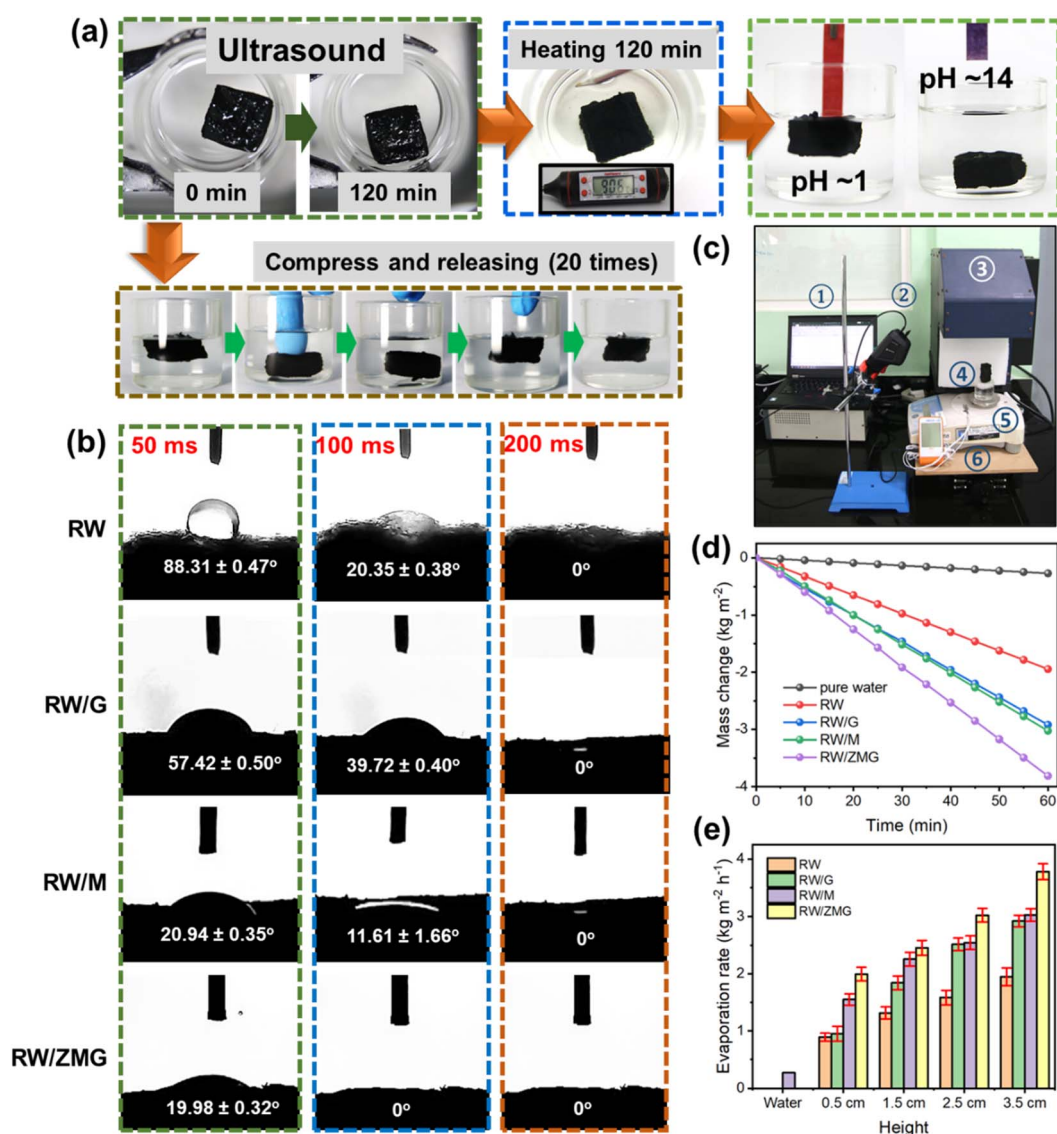 (a)
Ultrasound
0 min
120 min
Heating 120 min
90.6
pH ~1
pH ~14
Compress and releasing (20 times)
(b)
50 ms
100 ms
200 ms
RW
88.31 ± 0.47°
20.35 ± 0.38°
0°
RW/G
57.42 ± 0.50°
39.72 ± 0.40°
0°
RW/M
20.94 ± 0.35°
11.61 ± 1.66°
0°
RW/ZMG
19.98 ± 0.32°
0°
0°
(c)
①
②
③
④
⑤
⑥
(d)
Mass change (kg m⁻²)
0
-1
-2
-3
-4
pure water
RW
RW/G
RW/M
RW/ZMG
0 10 20 30 40 50 60
Time (min)
(e)
Evaporation rate (kg m⁻² h⁻¹)
4
3
2
1
0
RW
RW/G
RW/M
RW/ZMG
Water 0.5 cm 1.5 cm 2.5 cm 3.5 cm
Height